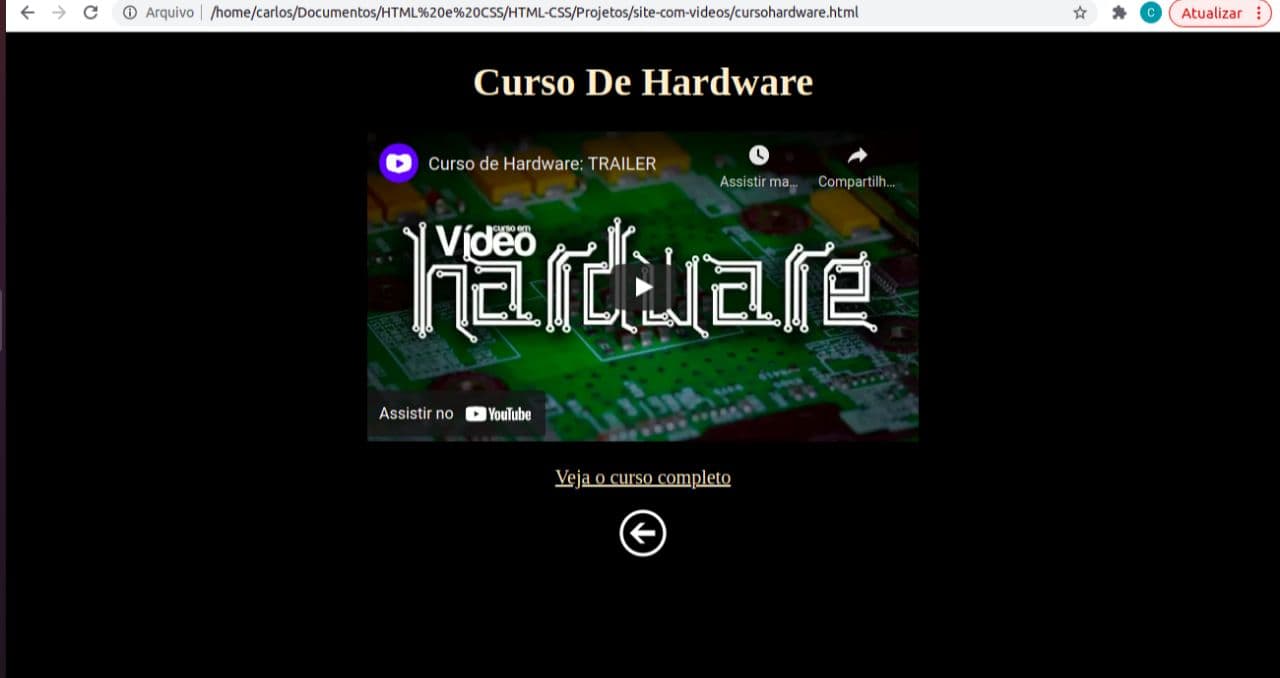 Arquivo | /home/carlos/Documentos/HTML%20e%20CSS/HTML-CSS/Projetos/site-com-videos/cursohardware.html
C
Atualizar
Curso De Hardware
Curso de Hardware: TRAILER
Assistir ma...
Compartilh...
curso em
Vídeo
hardware
Assistir no YouTube
Veja o curso completo